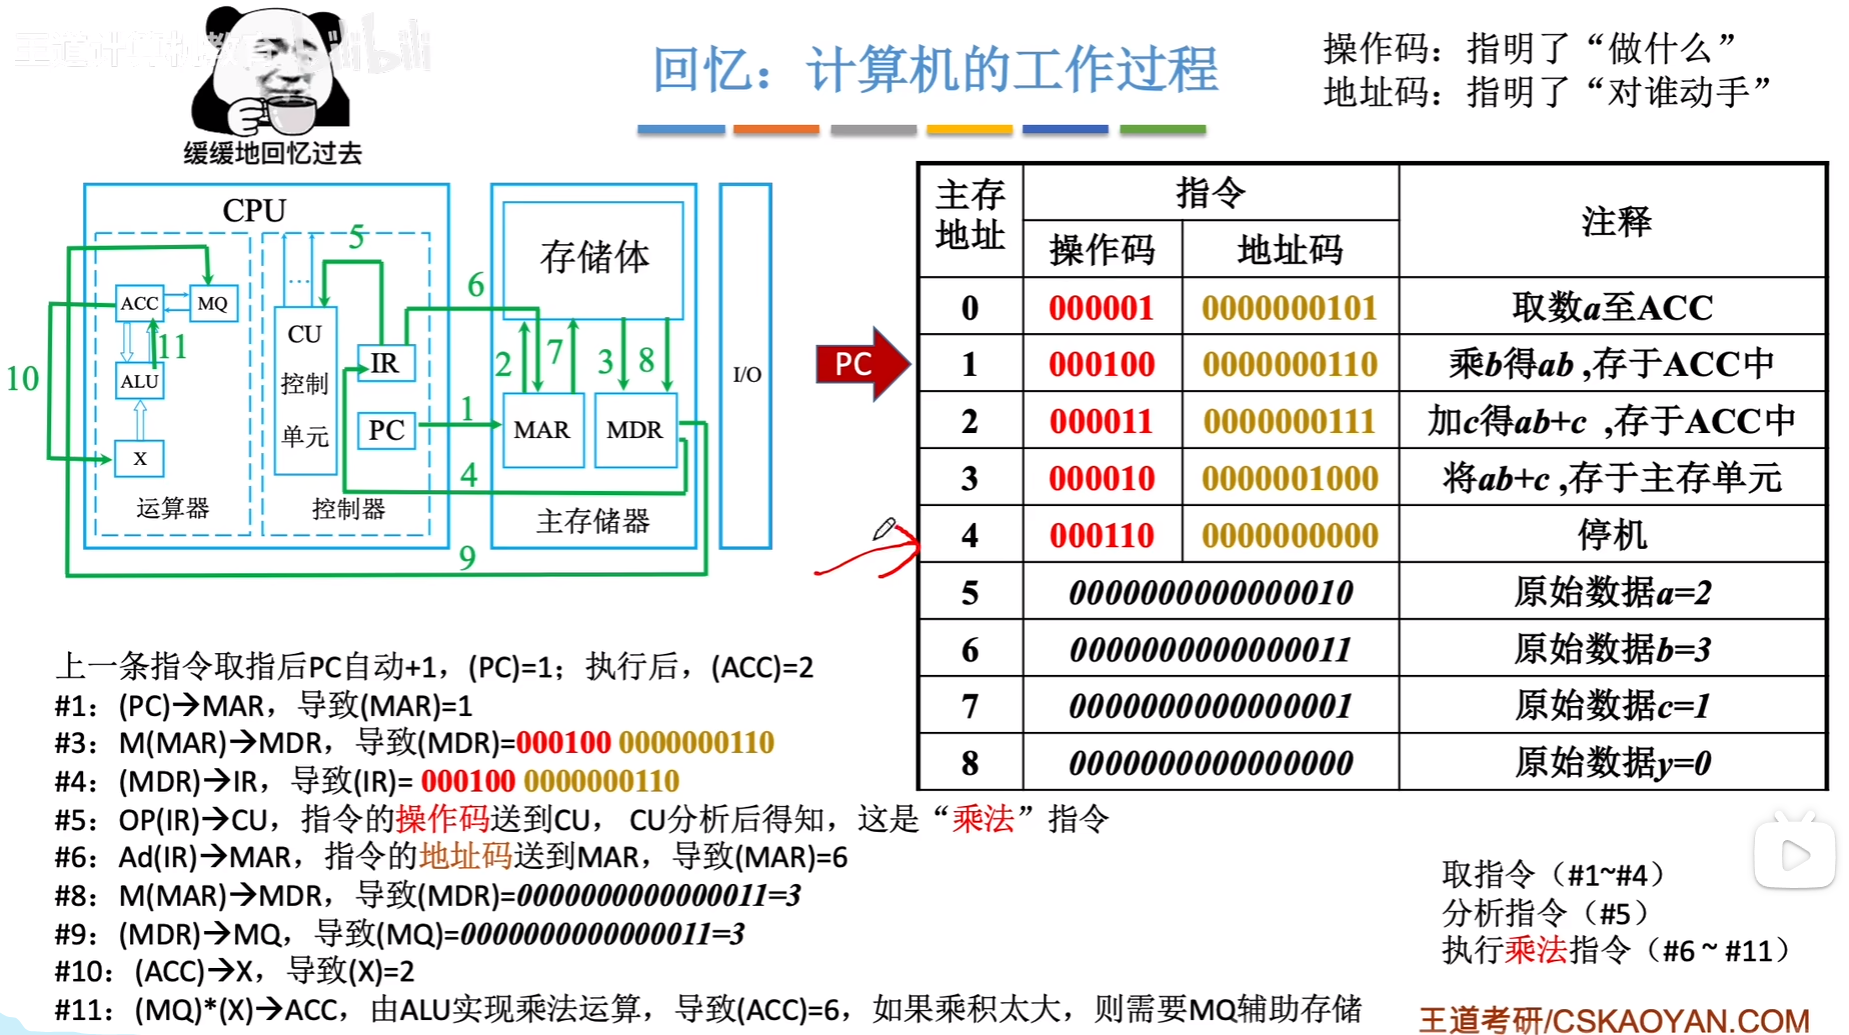 王道计算机教育 bilibili
缓缓地回忆过去
回忆：计算机的工作过程
操作码：指明了“做什么”
地址码：指明了“对谁动手”
CPU
ACC
MQ
ALU
X
运算器
CU
控制
单元
...
IR
PC
控制器
存储体
MAR
MDR
主存储器
I/O
1
2
3
4
5
6
7
8
9
10
11
PC
主存地址 指令 注释
操作码 地址码
0 000001 0000000101 取数a至ACC
1 000100 0000000110 乘b得ab ,存于ACC中
2 000011 0000000111 加c得ab+c ,存于ACC中
3 000010 0000001000 将ab+c ,存于主存单元
4 000110 0000000000 停机
5 0000000000000010 原始数据a=2
6 0000000000000011 原始数据b=3
7 0000000000000001 原始数据c=1
8 0000000000000000 原始数据y=0
上一条指令取指后PC自动+1，(PC)=1；执行后，(ACC)=2
#1：(PC)→MAR，导致(MAR)=1
#3：M(MAR)→MDR，导致(MDR)=000100 0000000110
#4：(MDR)→IR，导致(IR)= 000100 0000000110
#5：OP(IR)→CU，指令的操作码送到CU， CU分析后得知，这是“乘法”指令
#6：Ad(IR)→MAR，指令的地址码送到MAR，导致(MAR)=6
#8：M(MAR)→MDR，导致(MDR)=0000000000000011=3
#9：(MDR)→MQ，导致(MQ)=0000000000000011=3
#10：(ACC)→X，导致(X)=2
#11：(MQ)*(X)→ACC，由ALU实现乘法运算，导致(ACC)=6，如果乘积太大，则需要MQ辅助存储
取指令（#1~#4）
分析指令（#5）
执行乘法指令（#6 ~ #11）
王道考研/CSKAOYAN.COM